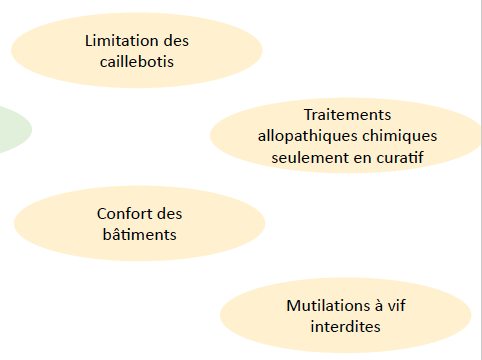 Limitation des
caillebotis
Traitements
allopathiques chimiques
seulement en curatif
Confort des
bâtiments
Mutilations à vif
interdites